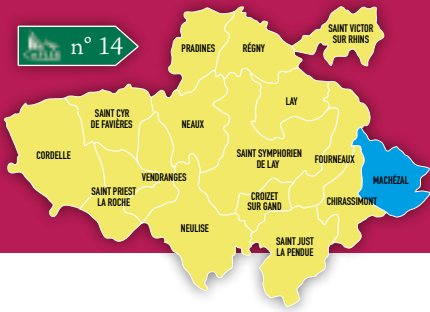 n° 14
PRADINES
RÉGNY
SAINT VICTOR
SUR RHINS
SAINT CYR
DE FAVIÈRES
NEAUX
LAY
CORDELLE
SAINT SYMPHORIEN
DE LAY
FOURNEAUX
MACHÉZAL
VENDRANGES
SAINT PRIEST
LA ROCHE
CROIZET
SUR GAND
CHIRASSIMONT
NEULISE
SAINT JUST
LA PENDUE